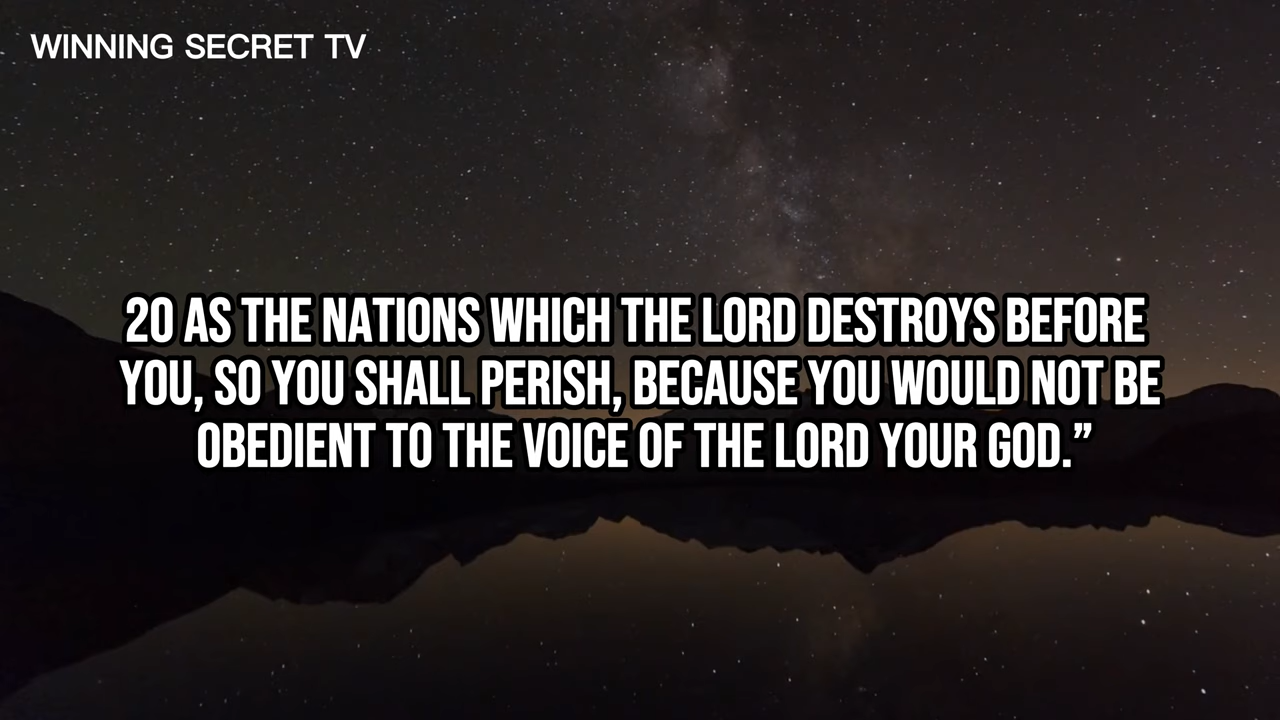 WINNING SECRET TV
20 AS THE NATIONS WHICH THE LORD DESTROYS BEFORE
YOU, SO YOU SHALL PERISH, BECAUSE YOU WOULD NOT BE
OBEDIENT TO THE VOICE OF THE LORD YOUR GOD.”